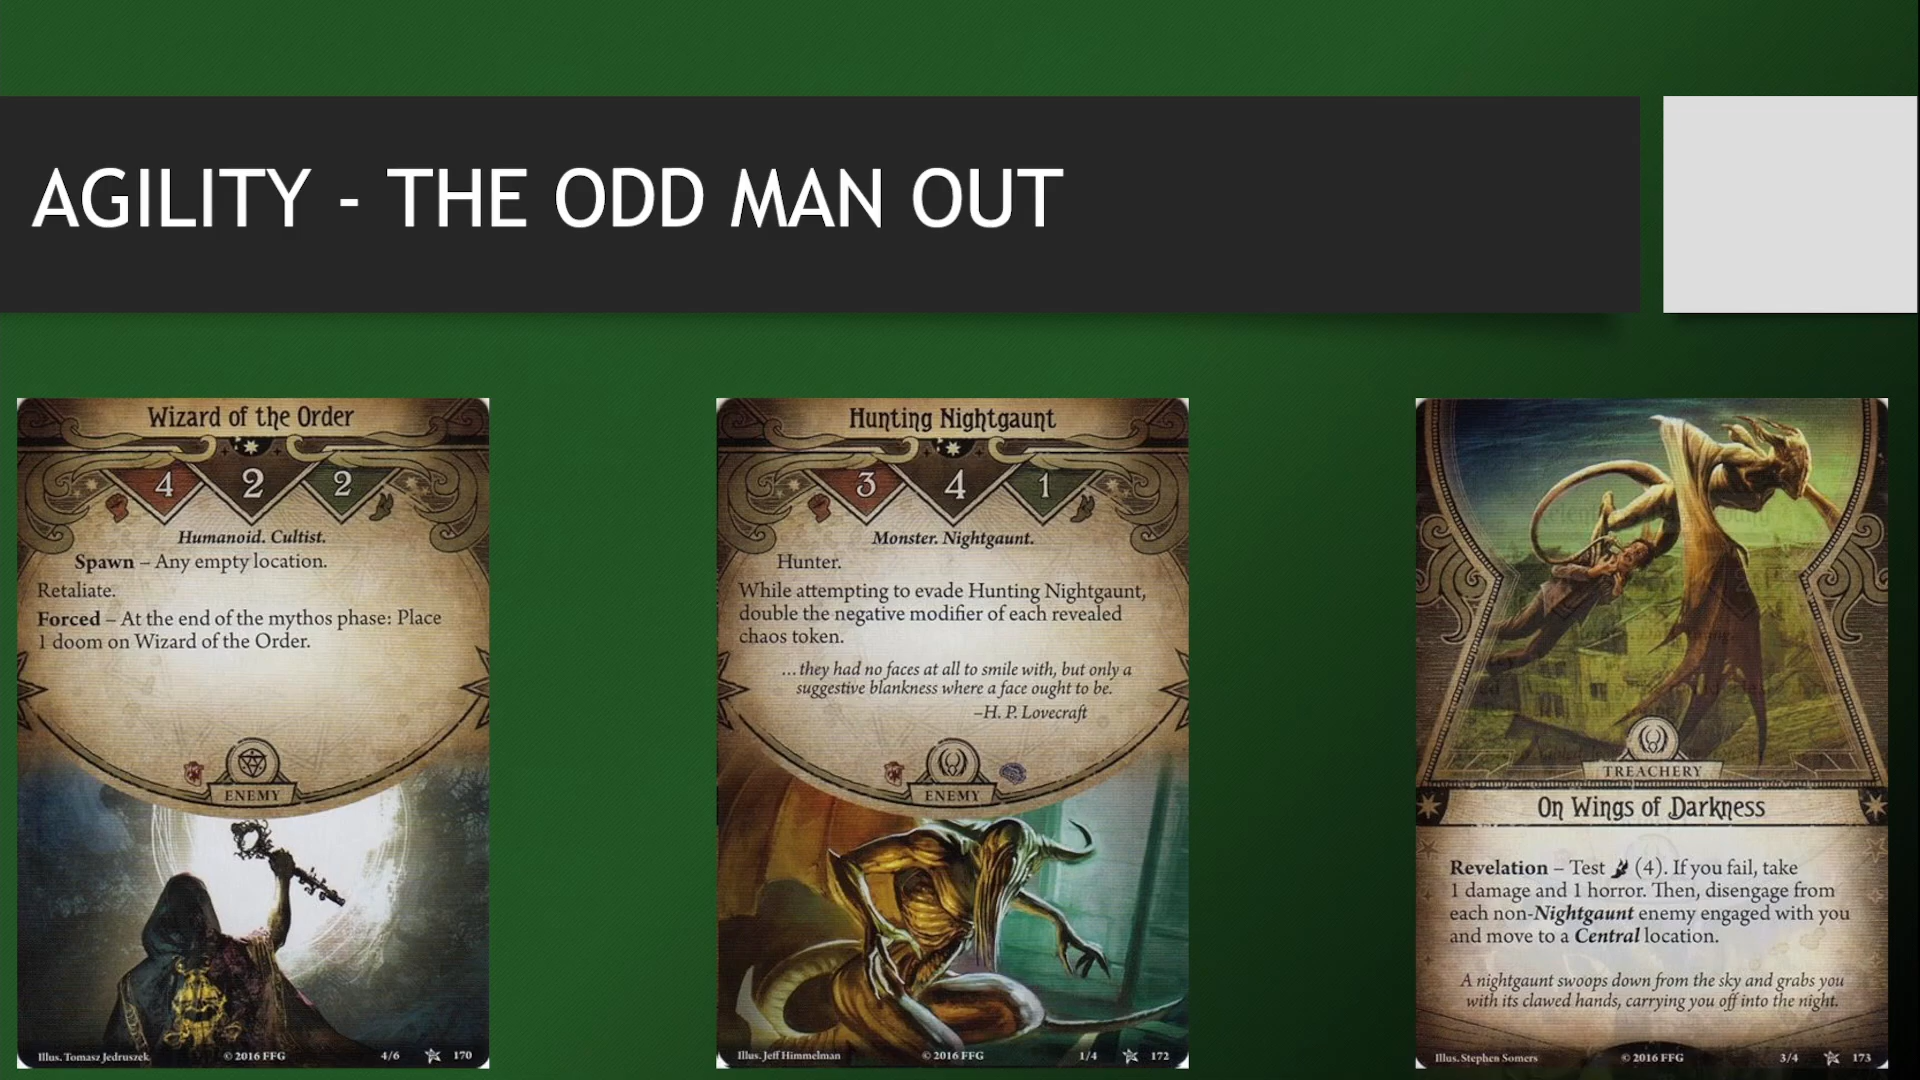 AGILITY - THE ODD MAN OUT
Wizard of the Order
4 2 2
Humanoid. Cultist.
Spawn – Any empty location.
Retaliate.
Forced – At the end of the mythos phase: Place
1 doom on Wizard of the Order.
ENEMY
Illus. Tomasz Jedruszek © 2016 FFG 4/6 170
Hunting Nightgaunt
3 4 1
Monster. Nightgaunt.
Hunter.
While attempting to evade Hunting Nightgaunt,
double the negative modifier of each revealed
chaos token.
…they had no faces at all to smile with, but only a
suggestive blankness where a face ought to be.
–H. P. Lovecraft
ENEMY
Illus. Jeff Himmelman © 2016 FFG 1/4 172
TREACHERY
On Wings of Darkness
Revelation – Test (4). If you fail, take
1 damage and 1 horror. Then, disengage from
each non-Nightgaunt enemy engaged with you
and move to a Central location.
A nightgaunt swoops down from the sky and grabs you
with its clawed hands, carrying you off into the night.
Illus. Stephen Somers © 2016 FFG 3/4 173